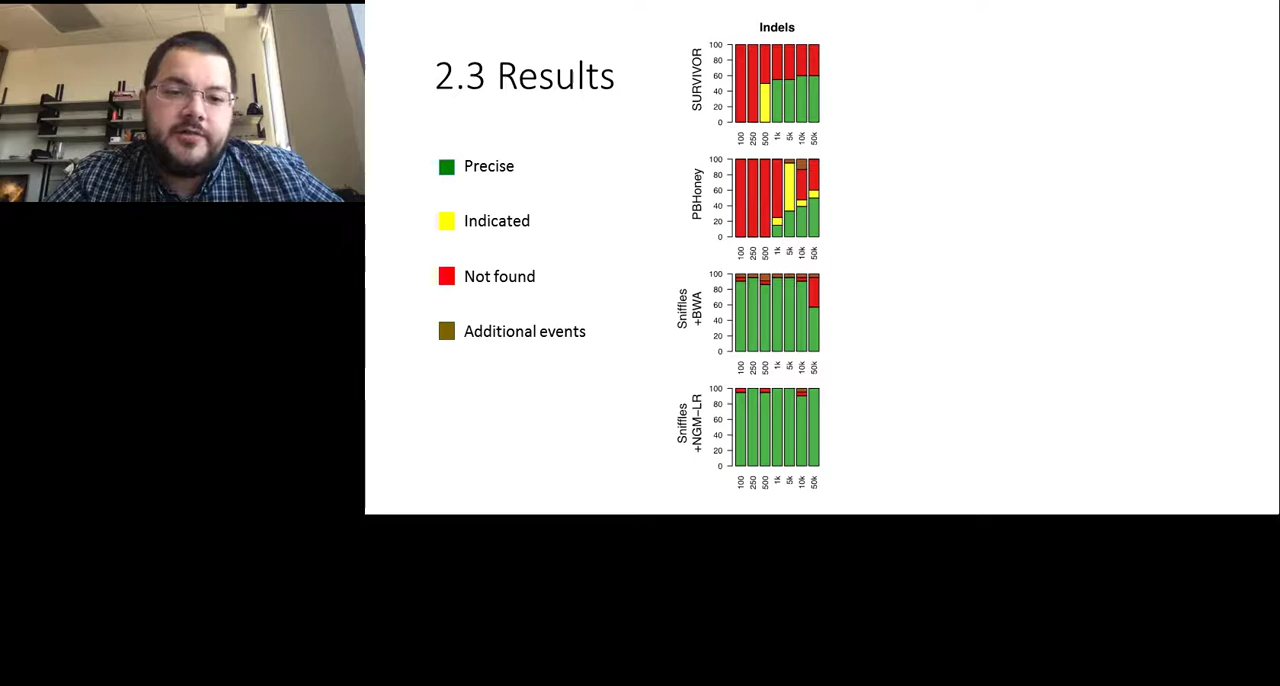 2.3 Results
Precise
Indicated
Not found
Additional events
Indels
SURVIVOR
100
80
60
40
20
0
100
250
500
1k
5k
10k
50k
PBHoney
100
80
60
40
20
0
100
250
500
1k
5k
10k
50k
Sniffles
+BWA
100
80
60
40
20
0
100
250
500
1k
5k
10k
50k
Sniffles
+NGM−LR
100
80
60
40
20
0
100
250
500
1k
5k
10k
50k